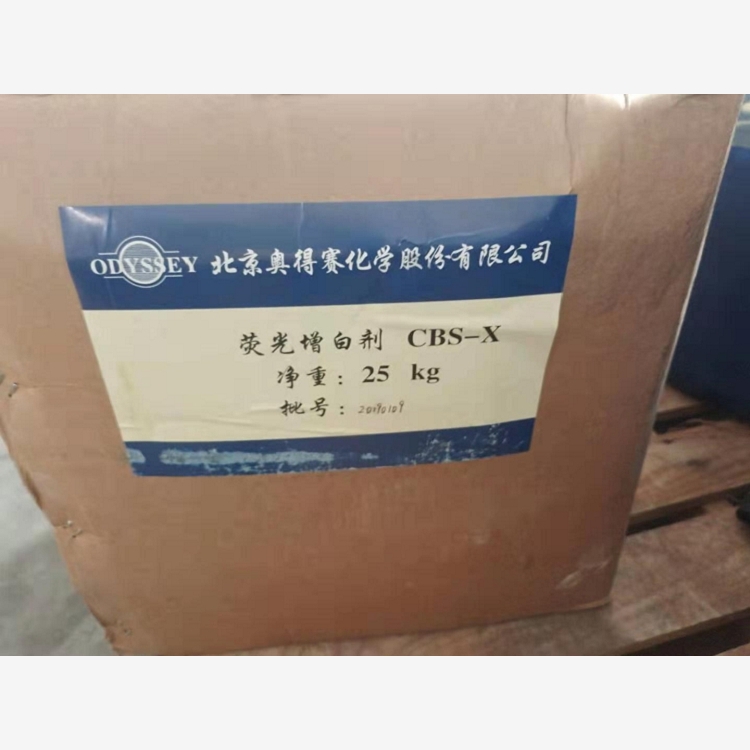 ODYSSEY 北京奥得赛化学股份有限公司
荧光增白剂 CBS-X
净重: 25 kg
批号: 20190109